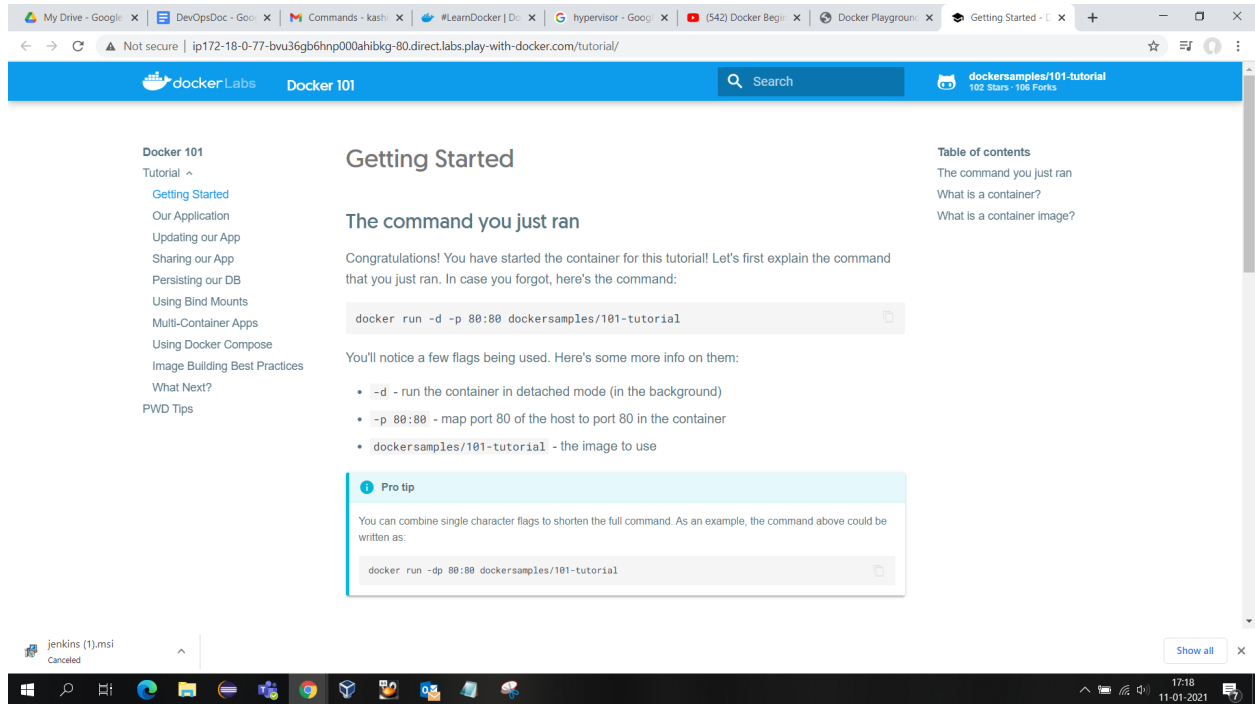 My Drive - Google
DevOpsDoc - Goo
Commands - kash
#LearnDocker | Do
hypervisor - Googl
(542) Docker Begin
Docker Playground
Getting Started - D
Not secure | ip172-18-0-77-bvu36gb6hnp000ahibkg-80.direct.labs.play-with-docker.com/tutorial/
docker Labs
Docker 101
Search
dockersamples/101-tutorial
102 Stars · 106 Forks
Docker 101
Tutorial
Getting Started
Our Application
Updating our App
Sharing our App
Persisting our DB
Using Bind Mounts
Multi-Container Apps
Using Docker Compose
Image Building Best Practices
What Next?
PWD Tips
Getting Started
The command you just ran
Congratulations! You have started the container for this tutorial! Let's first explain the command
that you just ran. In case you forgot, here's the command:
docker run -d -p 80:80 dockersamples/101-tutorial
You'll notice a few flags being used. Here's some more info on them:
• -d - run the container in detached mode (in the background)
• -p 80:80 - map port 80 of the host to port 80 in the container
• dockersamples/101-tutorial - the image to use
Pro tip
You can combine single character flags to shorten the full command. As an example, the command above could be
written as:
docker run -dp 80:80 dockersamples/101-tutorial
Table of contents
The command you just ran
What is a container?
What is a container image?
jenkins (1).msi
Canceled
Show all
17:18
11-01-2021
7